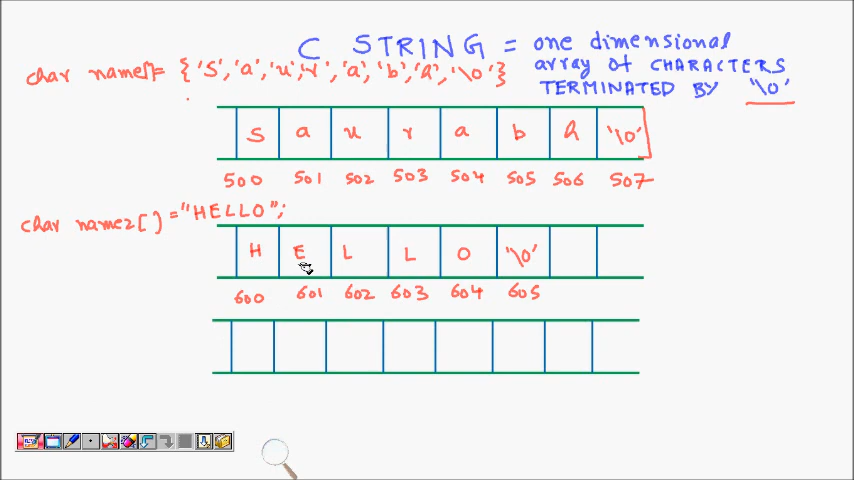 C STRING = one dimensional
array of CHARACTERS
TERMINATED BY '\0'
char name[]= {'S','a','u','r','a','b','h','\0'}
S a u r a b h '\0'
500 501 502 503 504 505 506 507
char name2[] = "HELLO";
H E L L O '\0'
600 601 602 603 604 605